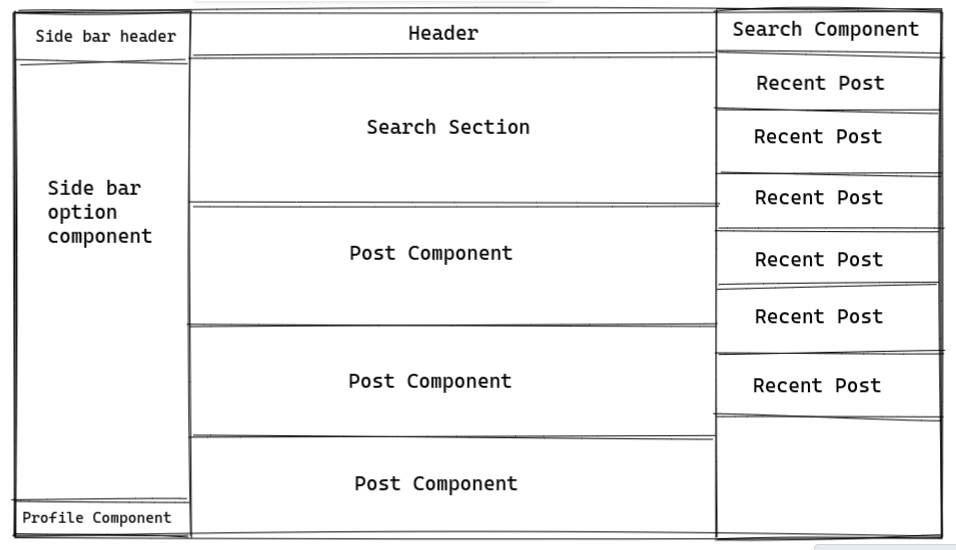 Side bar header
Side bar
option
component
Profile Component
Header
Search Section
Post Component
Post Component
Post Component
Search Component
Recent Post
Recent Post
Recent Post
Recent Post
Recent Post
Recent Post